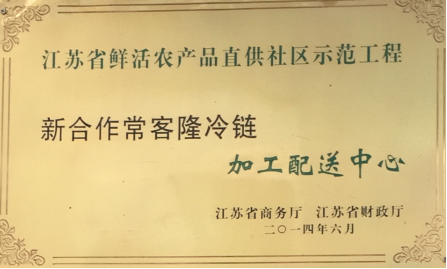 江苏省鲜活农产品直供社区示范工程
新合作常客隆冷链
加工配送中心
江苏省商务厅 江苏省财政厅
二〇一四年六月